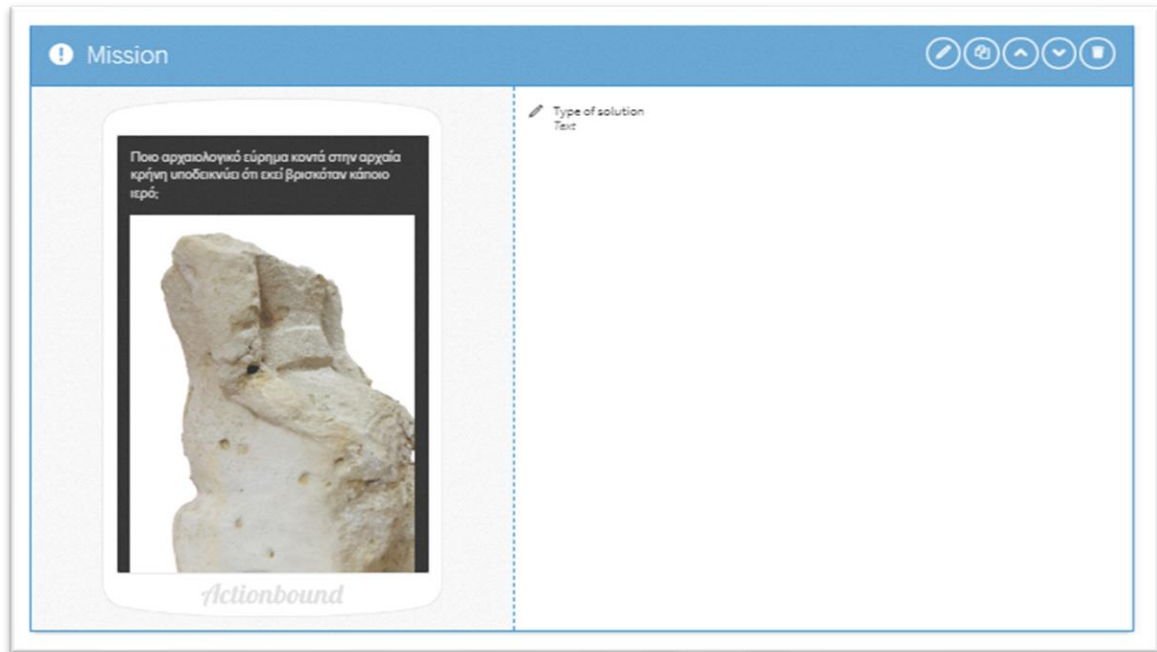 Mission
Ποιο αρχαιολογικό εύρημα κοντά στην αρχαία
κρήνη υποδεικνύει ότι εκεί βρισκόταν κάποιο
ιερό;
Actionbound
Type of solution
Text